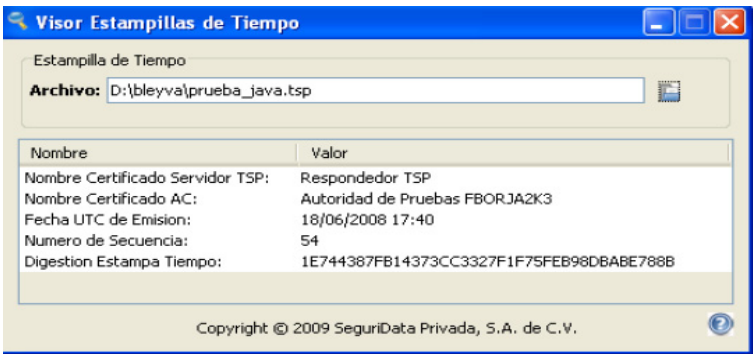 Visor Estampillas de Tiempo
Estampilla de Tiempo
Archivo: D:\bleyva\prueba_java.tsp
Nombre Valor
Nombre Certificado Servidor TSP: Respondedor TSP
Nombre Certificado AC: Autoridad de Pruebas FBORJA2K3
Fecha UTC de Emision: 18/06/2008 17:40
Numero de Secuencia: 54
Digestion Estampa Tiempo: 1E744387FB14373CC3327F1F75FEB98DBABE788B
Copyright © 2009 SeguriData Privada, S.A. de C.V.